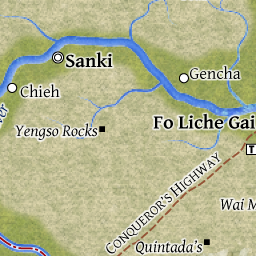 Sanki
Gencha
Chieh
Yengso Rocks
Fo Liche Gai
T
CONQUEROR'S HIGHWAY
Wai M
Quintada's